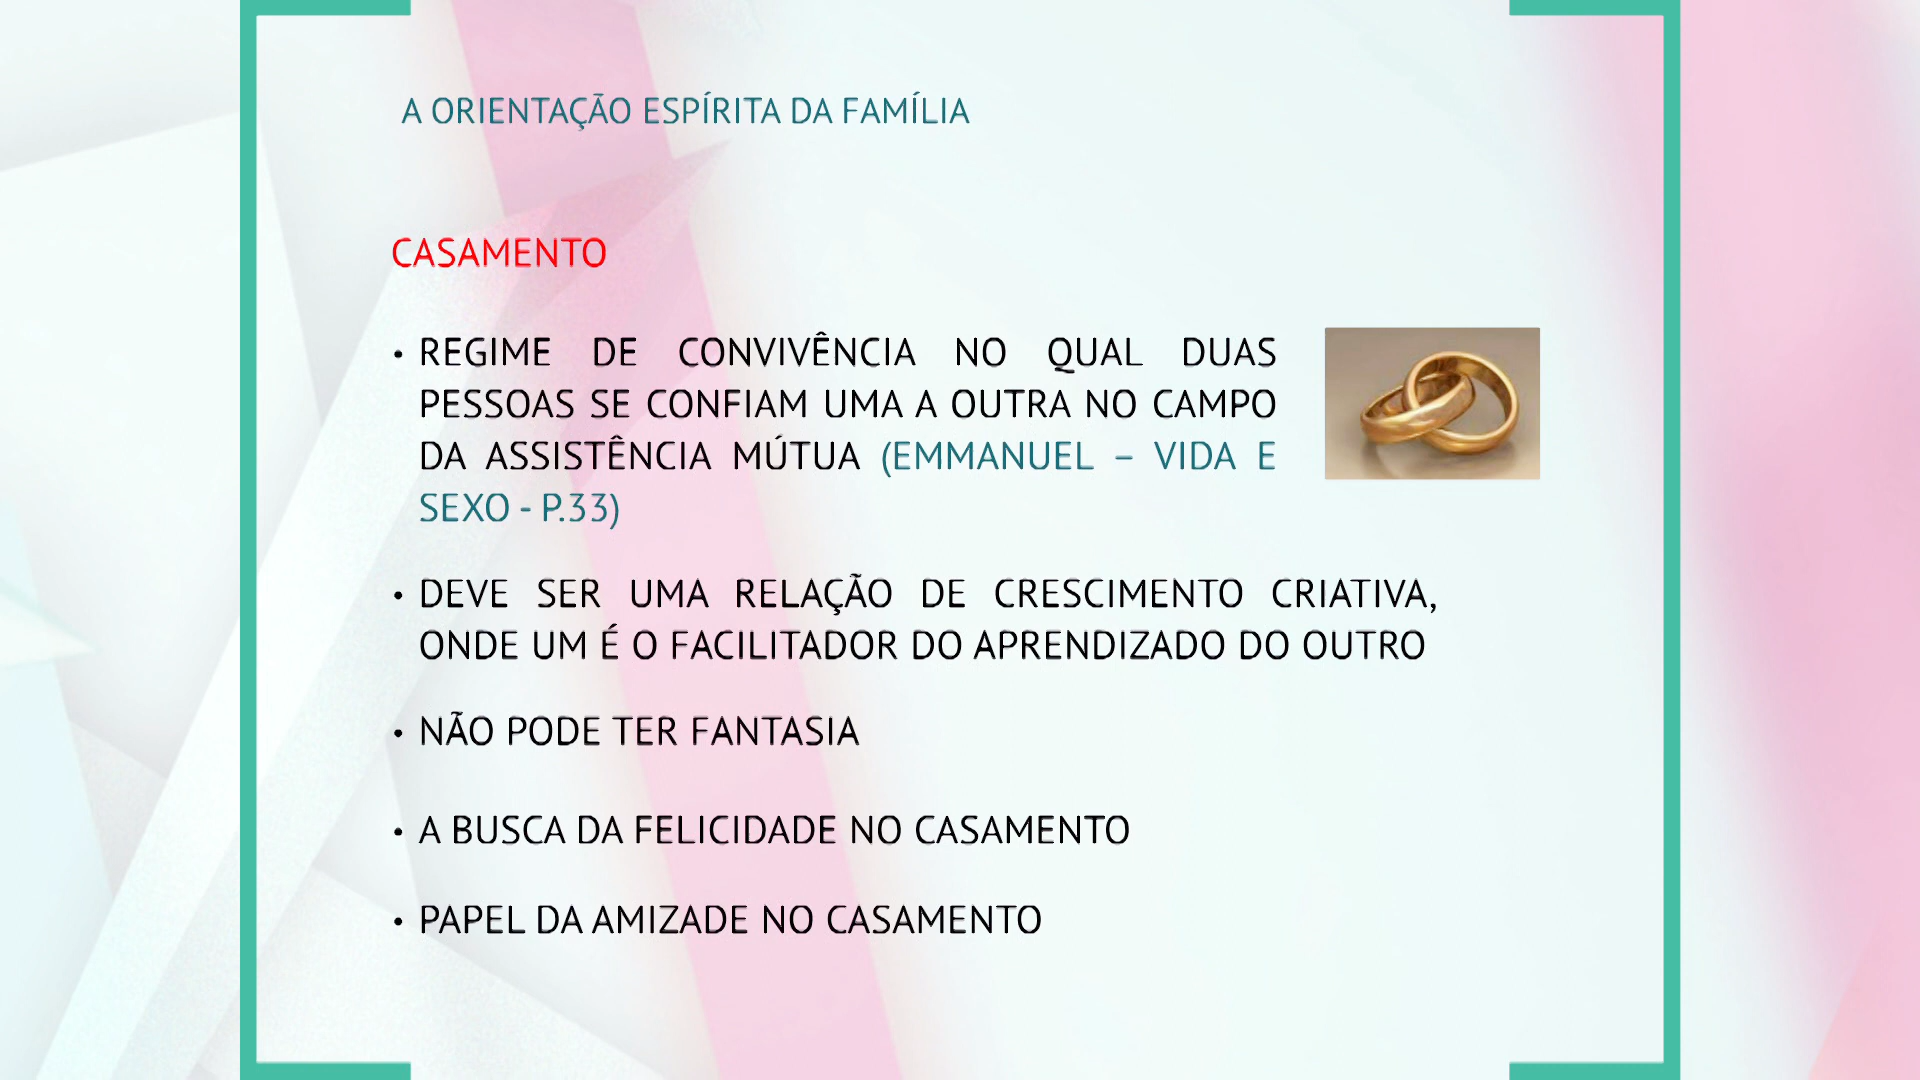 A ORIENTAÇÃO ESPÍRITA DA FAMÍLIA
CASAMENTO
• REGIME DE CONVIVÊNCIA NO QUAL DUAS
PESSOAS SE CONFIAM UMA A OUTRA NO CAMPO
DA ASSISTÊNCIA MÚTUA (EMMANUEL – VIDA E
SEXO - P.33)
• DEVE SER UMA RELAÇÃO DE CRESCIMENTO CRIATIVA,
ONDE UM É O FACILITADOR DO APRENDIZADO DO OUTRO
• NÃO PODE TER FANTASIA
• A BUSCA DA FELICIDADE NO CASAMENTO
• PAPEL DA AMIZADE NO CASAMENTO